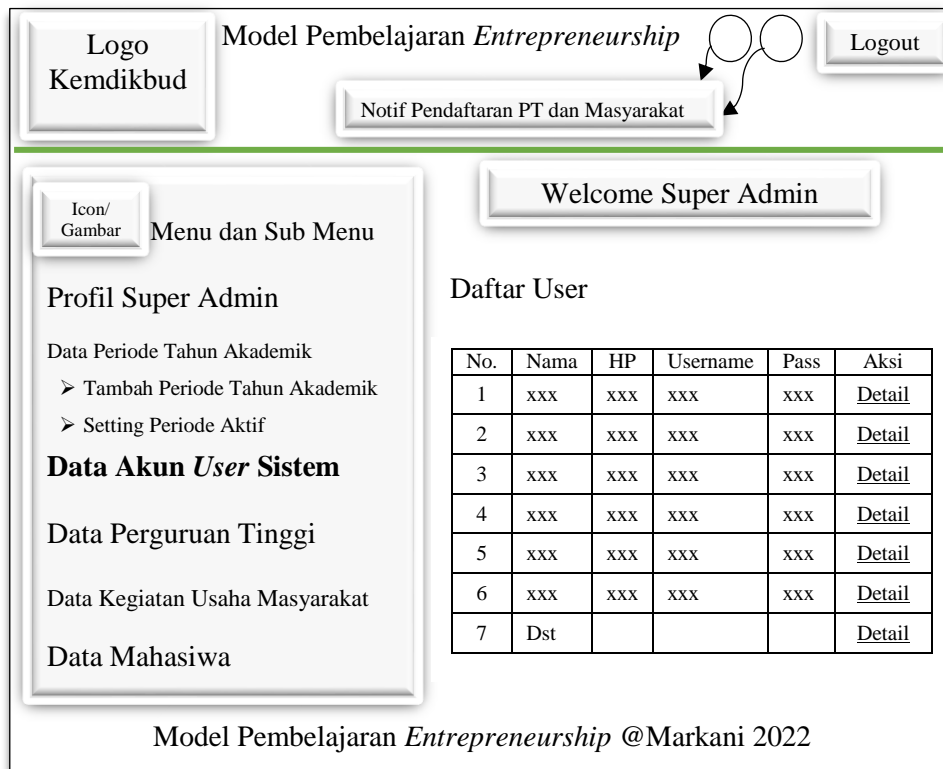 Logo
Kemdikbud
Model Pembelajaran Entrepreneurship
Logout
Notif Pendaftaran PT dan Masyarakat
Icon/
Gambar
Menu dan Sub Menu
Profil Super Admin
Data Periode Tahun Akademik
➢ Tambah Periode Tahun Akademik
➢ Setting Periode Aktif
Data Akun User Sistem
Data Perguruan Tinggi
Data Kegiatan Usaha Masyarakat
Data Mahasiwa
Welcome Super Admin
Daftar User
No. Nama HP Username Pass Aksi
1 xxx xxx xxx xxx Detail
2 xxx xxx xxx xxx Detail
3 xxx xxx xxx xxx Detail
4 xxx xxx xxx xxx Detail
5 xxx xxx xxx xxx Detail
6 xxx xxx xxx xxx Detail
7 Dst Detail
Model Pembelajaran Entrepreneurship @Markani 2022